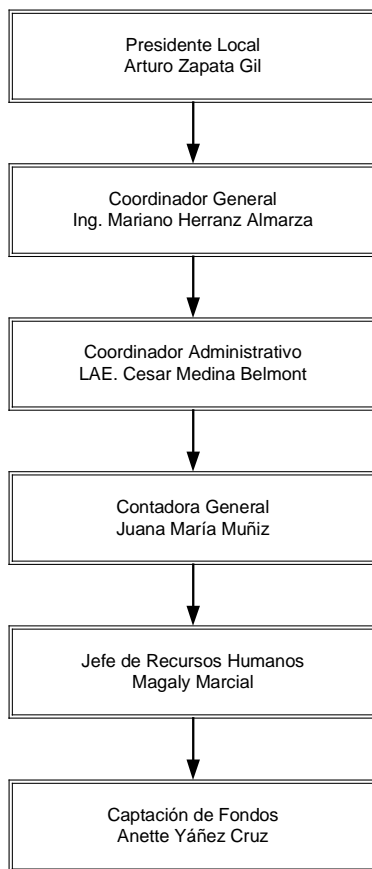 Presidente Local
Arturo Zapata Gil
Coordinador General
Ing. Mariano Herranz Almarza
Coordinador Administrativo
LAE. Cesar Medina Belmont
Contadora General
Juana María Muñiz
Jefe de Recursos Humanos
Magaly Marcial
Captación de Fondos
Anette Yáñez Cruz